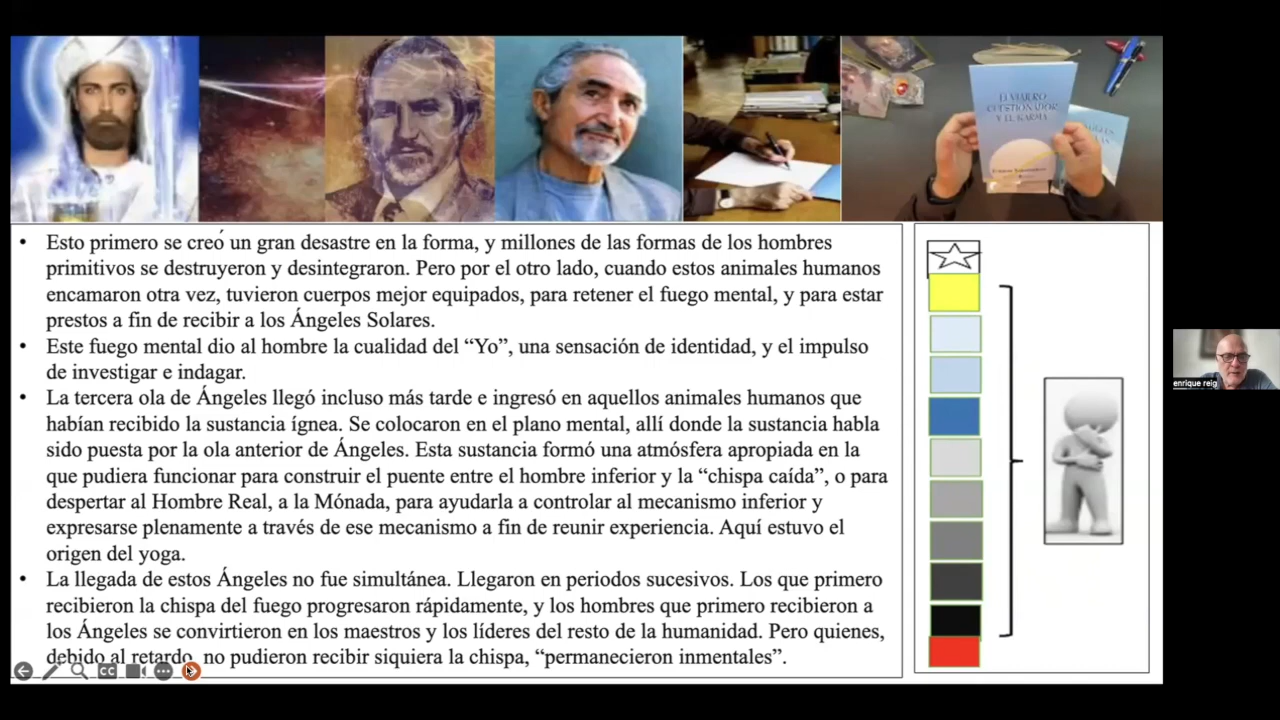 EL VIAJERO
CUESTIONADOR
Y EL KARMA
• Esto primero se creó un gran desastre en la forma, y millones de las formas de los hombres
primitivos se destruyeron y desintegraron. Pero por el otro lado, cuando estos animales humanos
encamaron otra vez, tuvieron cuerpos mejor equipados, para retener el fuego mental, y para estar
prestos a fin de recibir a los Ángeles Solares.
• Este fuego mental dio al hombre la cualidad del “Yo”, una sensación de identidad, y el impulso
de investigar e indagar.
• La tercera ola de Ángeles llegó incluso más tarde e ingresó en aquellos animales humanos que
habían recibido la sustancia ígnea. Se colocaron en el plano mental, allí donde la sustancia habla
sido puesta por la ola anterior de Ángeles. Esta sustancia formó una atmósfera apropiada en la
que pudiera funcionar para construir el puente entre el hombre inferior y la “chispa caída”, o para
despertar al Hombre Real, a la Mónada, para ayudarla a controlar al mecanismo inferior y
expresarse plenamente a través de ese mecanismo a fin de reunir experiencia. Aquí estuvo el
origen del yoga.
• La llegada de estos Ángeles no fue simultánea. Llegaron en periodos sucesivos. Los que primero
recibieron la chispa del fuego progresaron rápidamente, y los hombres que primero recibieron a
los Ángeles se convirtieron en los maestros y los líderes del resto de la humanidad. Pero quienes,
debido al retardo, no pudieron recibir siquiera la chispa, “permanecieron inmentales”.
CC
enrique reig